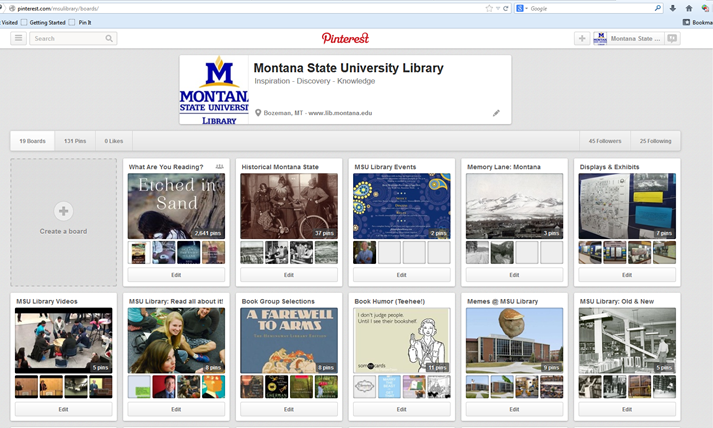 pinterest.com/msulibrary/boards/
Google
Visited Getting Started Pin It Bookma
Search
Pinterest
Montana State ...
MONTANA
STATE UNIVERSITY
LIBRARY
Montana State University Library
Inspiration - Discovery - Knowledge
Bozeman, MT - www.lib.montana.edu
19 Boards 131 Pins 0 Likes 45 Followers 25 Following
Create a board
What Are You Reading?
Etched in
Sand
2,641 pins
Edit
Historical Montana State
37 pins
Edit
MSU Library Events
2 pins
Edit
Memory Lane: Montana
3 pins
Edit
Displays & Exhibits
7 pins
Edit
MSU Library Videos
5 pins
Edit
MSU Library: Read all about it!
8 pins
Edit
Book Group Selections
A FAREWELL
TO ARMS
8 pins
Edit
Book Humor (Teehee!)
I don't judge people.
Until I see their bookshelf.
someecards
11 pins
Edit
Memes @ MSU Library
9 pins
Edit
MSU Library: Old & New
5 pins
Edit